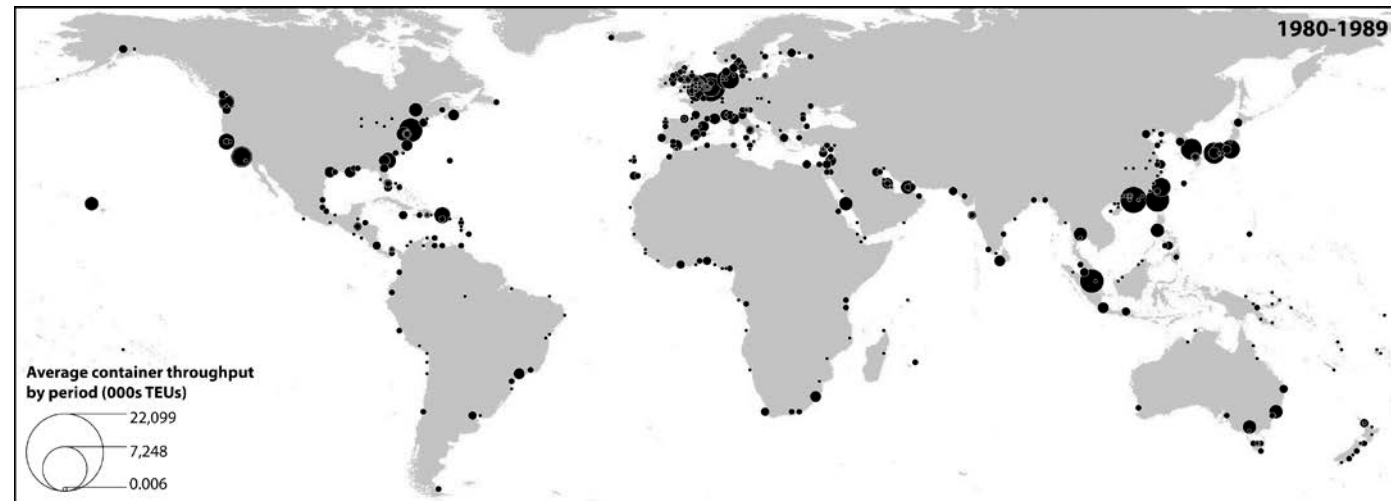 1980-1989
Average container throughput
by period (000s TEUs)
22,099
7,248
0.006